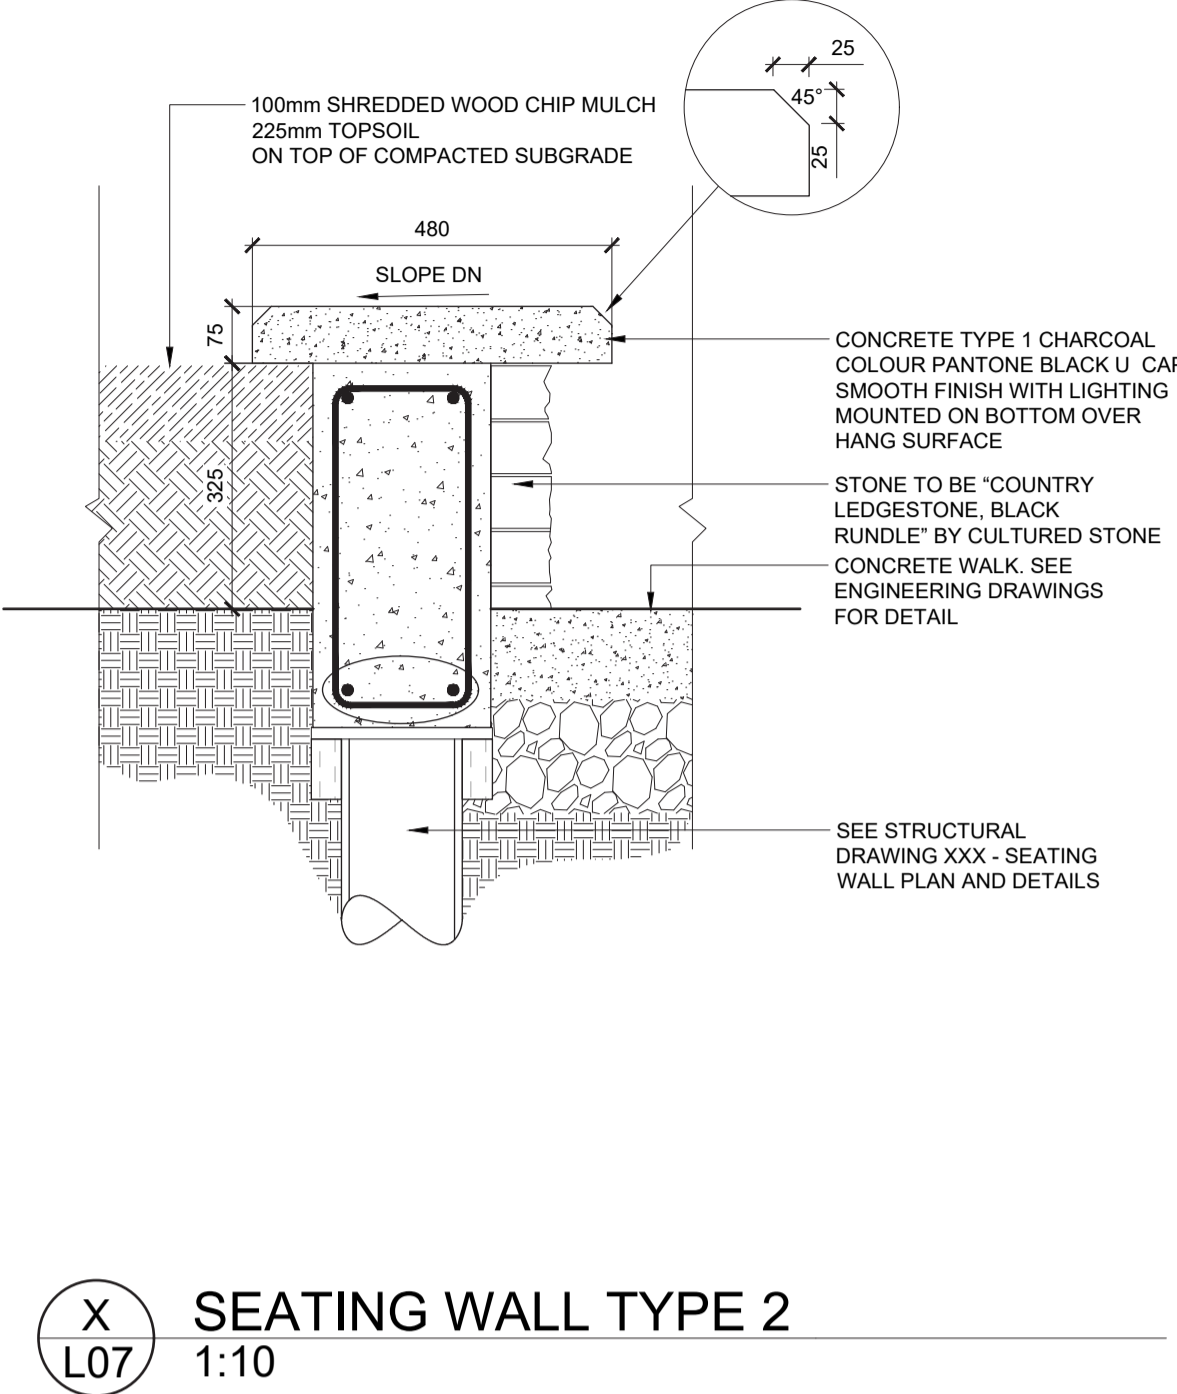 25
45°
25
100mm SHREDDED WOOD CHIP MULCH
225mm TOPSOIL
ON TOP OF COMPACTED SUBGRADE
480
SLOPE DN
75
325
CONCRETE TYPE 1 CHARCOAL
COLOUR PANTONE BLACK U CAP
SMOOTH FINISH WITH LIGHTING
MOUNTED ON BOTTOM OVER
HANG SURFACE
STONE TO BE “COUNTRY
LEDGESTONE, BLACK
RUNDLE” BY CULTURED STONE
CONCRETE WALK. SEE
ENGINEERING DRAWINGS
FOR DETAIL
SEE STRUCTURAL
DRAWING XXX - SEATING
WALL PLAN AND DETAILS
X
L07
SEATING WALL TYPE 2
1:10